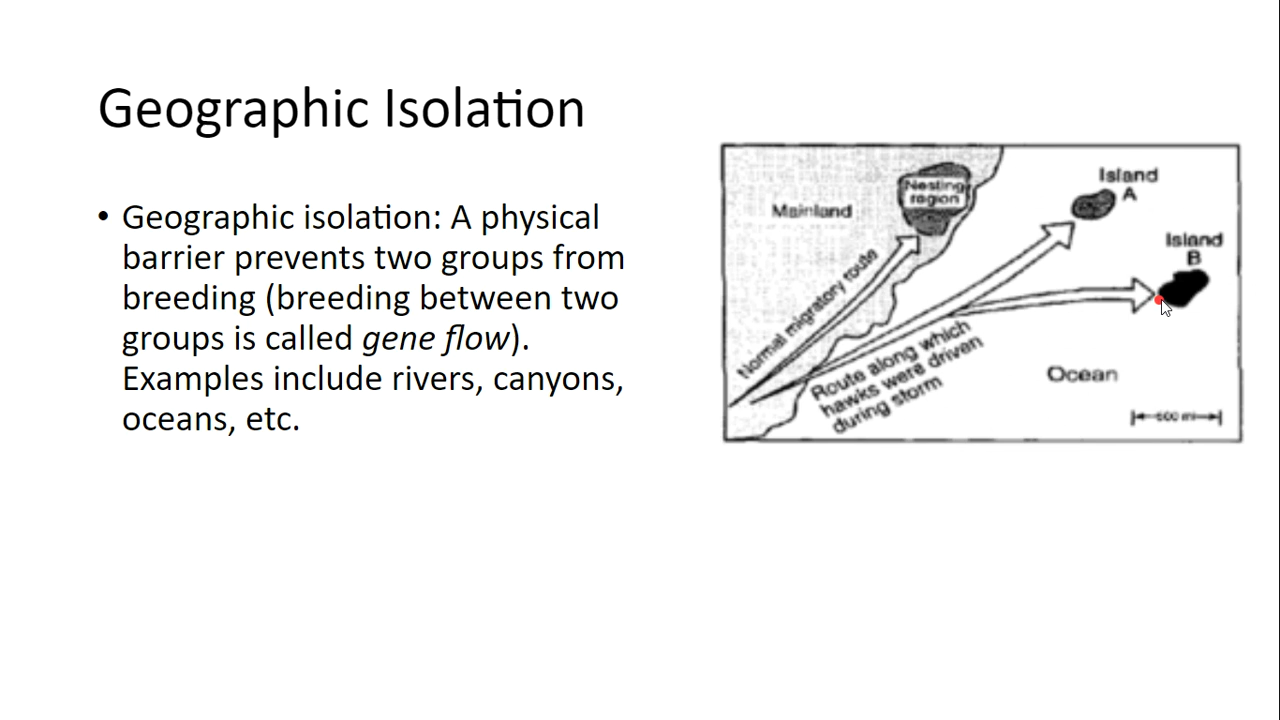 Geographic Isolation
• Geographic isolation: A physical
barrier prevents two groups from
breeding (breeding between two
groups is called gene flow).
Examples include rivers, canyons,
oceans, etc.
Mainland
Nesting
region
Island
A
Island
B
Normal migratory route
Route along which
hawks were driven
during storm
Ocean